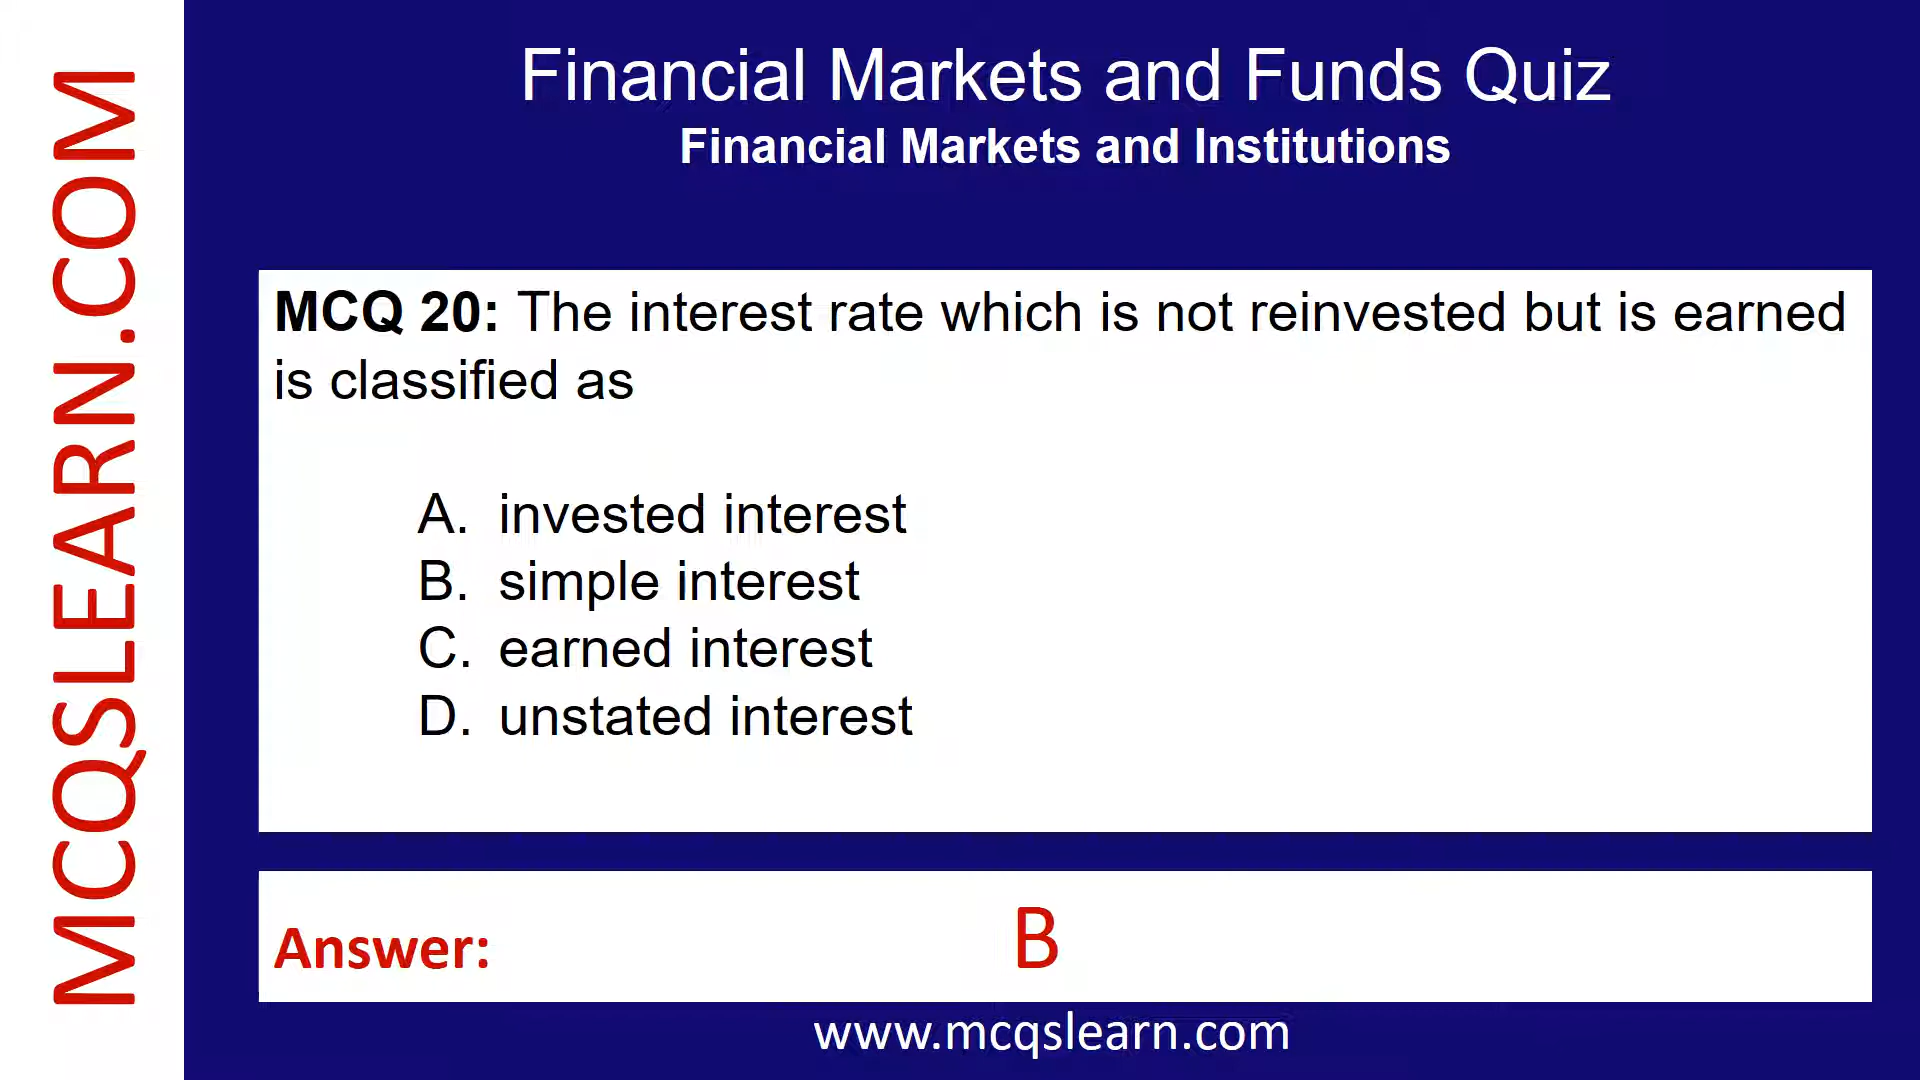 MCQSLEARN.COM
Financial Markets and Funds Quiz
Financial Markets and Institutions
MCQ 20: The interest rate which is not reinvested but is earned
is classified as
A. invested interest
B. simple interest
C. earned interest
D. unstated interest
Answer: B
www.mcqslearn.com